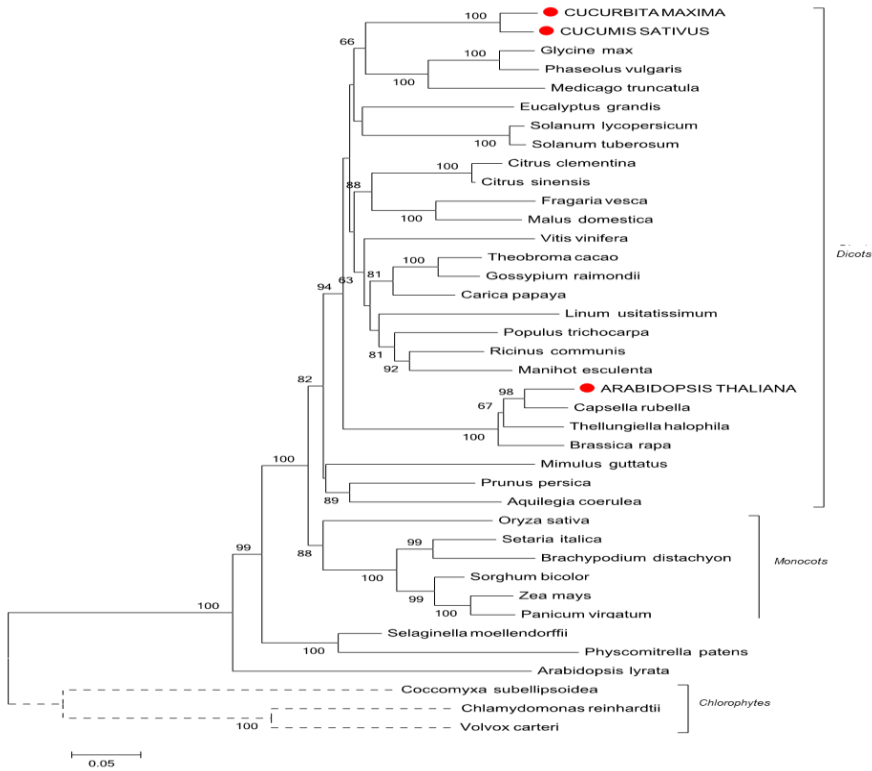 100
CUCURBITA MAXIMA
CUCUMIS SATIVUS
66
100
Glycine max
Phaseolus vulgaris
100
Medicago truncatula
Eucalyptus grandis
Solanum lycopersicum
100
Solanum tuberosum
100
Citrus clementina
88
Citrus sinensis
Fragaria vesca
100
Malus domestica
Vitis vinifera
Dicots
100
Theobroma cacao
94
63
81
Gossypium raimondii
Carica papaya
Linum usitatissimum
Populus trichocarpa
81
Ricinus communis
92
Manihot esculenta
82
98
ARABIDOPSIS THALIANA
67
Capsella rubella
Thellungiella halophila
100
Brassica rapa
100
Mimulus guttatus
Prunus persica
89
Aquilegia coerulea
Oryza sativa
99
88
99
Setaria italica
Brachypodium distachyon
Monocots
100
Sorghum bicolor
99
Zea mays
100
100
Panicum virgatum
Selaginella moellendorffii
100
Physcomitrella patens
Arabidopsis lyrata
Coccomyxa subellipsoidea
Chlorophytes
Chlamydomonas reinhardtii
100
Volvox carteri
0.05